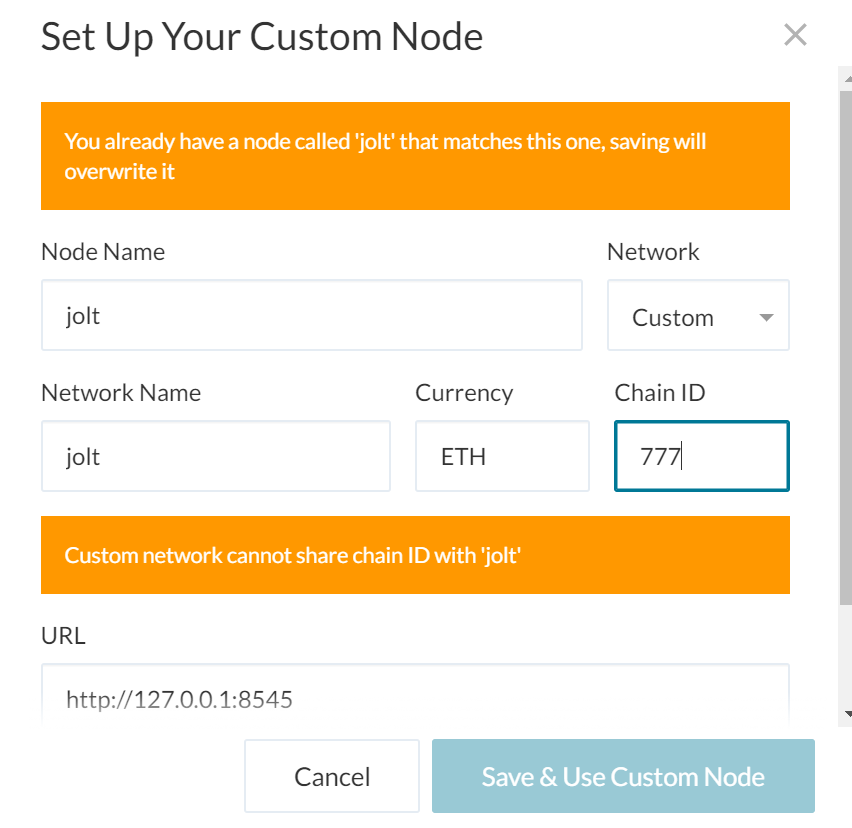 Set Up Your Custom Node
You already have a node called 'jolt' that matches this one, saving will
overwrite it
Node Name
Network
jolt
Custom
Network Name
Currency
Chain ID
jolt
ETH
777
Custom network cannot share chain ID with 'jolt'
URL
http://127.0.0.1:8545
Cancel
Save & Use Custom Node